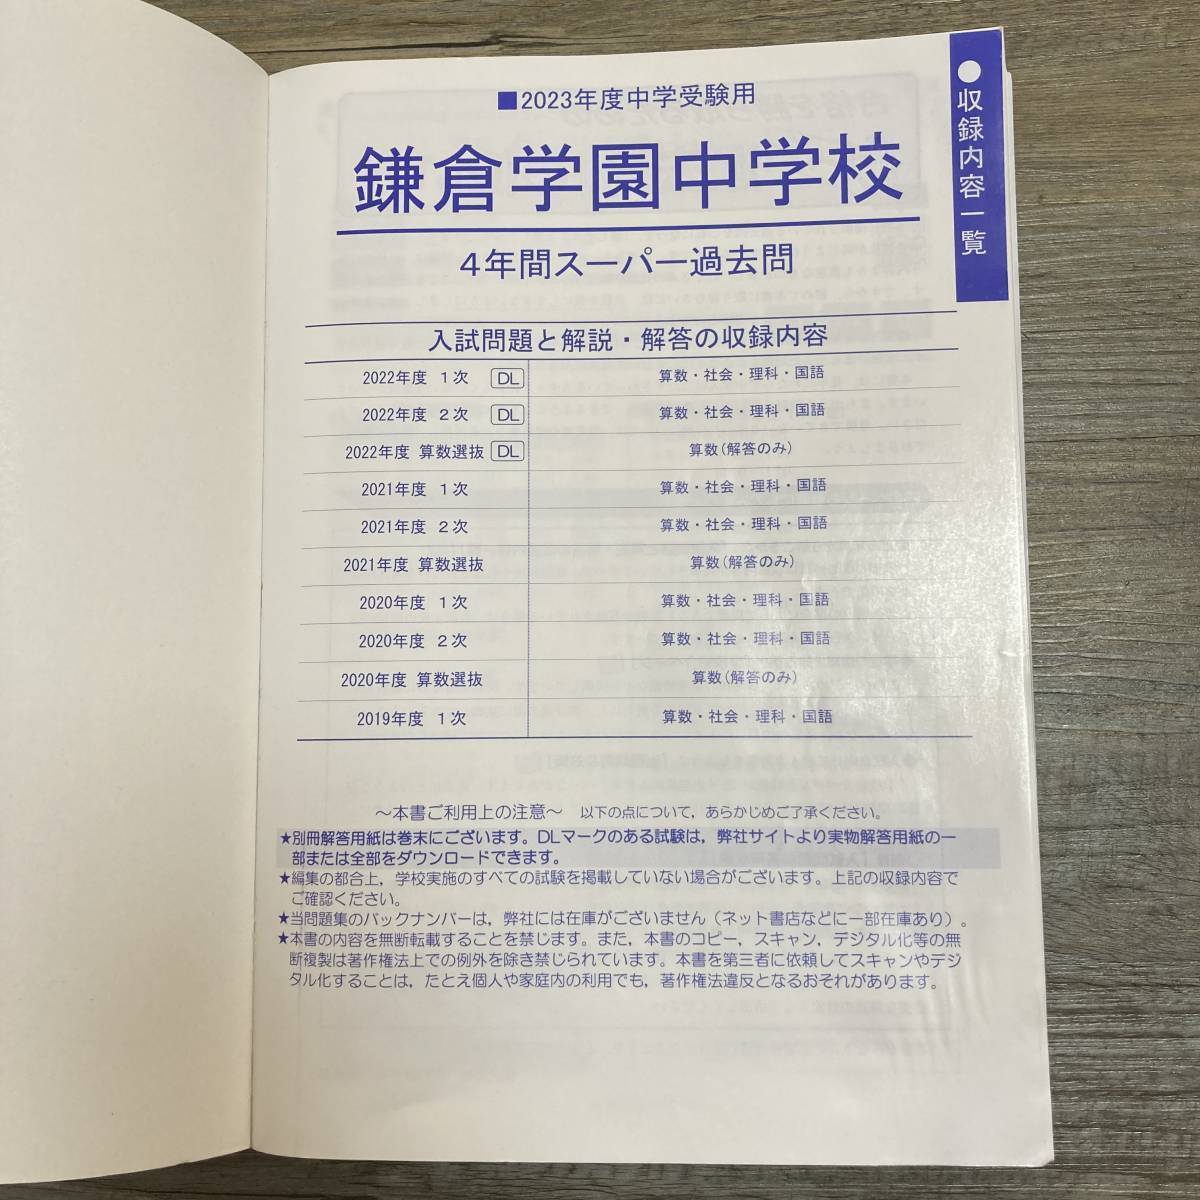 ■2023年度中学受験用
鎌倉学園中学校
4年間スーパー過去問
●収録内容一覧
入試問題と解説・解答の収録内容
2022年度 1次 DL 算数・社会・理科・国語
2022年度 2次 DL 算数・社会・理科・国語
2022年度 算数選抜 DL 算数(解答のみ)
2021年度 1次 算数・社会・理科・国語
2021年度 2次 算数・社会・理科・国語
2021年度 算数選抜 算数(解答のみ)
2020年度 1次 算数・社会・理科・国語
2020年度 2次 算数・社会・理科・国語
2020年度 算数選抜 算数(解答のみ)
2019年度 1次 算数・社会・理科・国語
～本書ご利用上の注意～ 以下の点について，あらかじめご了承ください。
★別冊解答用紙は巻末にございます。DLマークのある試験は，弊社サイトより実物解答用紙の一
部または全部をダウンロードできます。
★編集の都合上，学校実施のすべての試験を掲載していない場合がございます。上記の収録内容で
ご確認ください。
★当問題集のバックナンバーは，弊社には在庫がございません（ネット書店などに一部在庫あり）。
★本書の内容を無断転載することを禁じます。また，本書のコピー，スキャン，デジタル化等の無
断複製は著作権法上での例外を除き禁じられています。本書を第三者に依頼してスキャンやデジ
タル化することは，たとえ個人や家庭内の利用でも，著作権法違反となるおそれがあります。